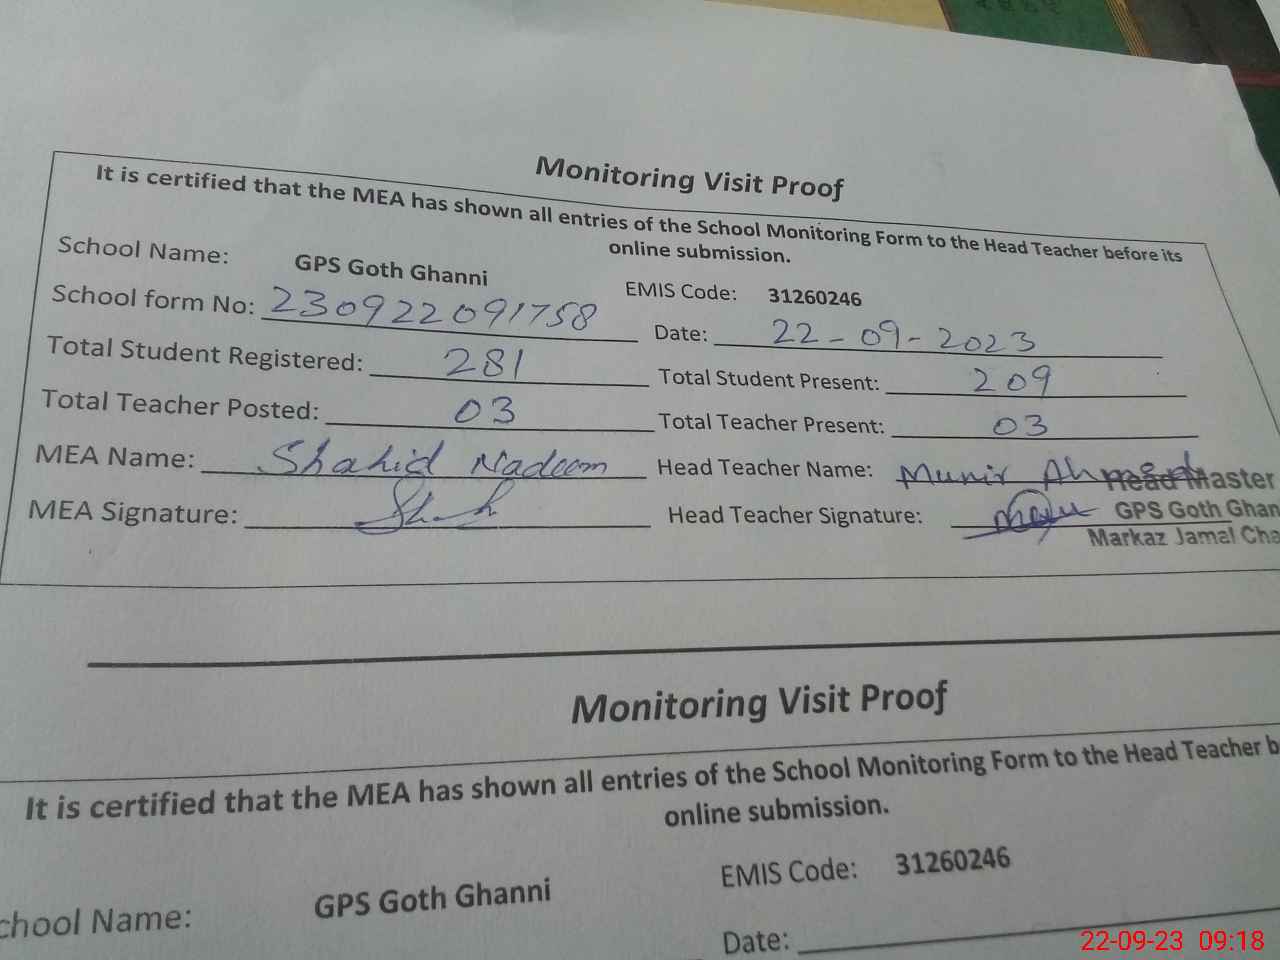 Monitoring Visit Proof
It is certified that the MEA has shown all entries of the School Monitoring Form to the Head Teacher before its
online submission.
School Name: GPS Goth Ghanni
EMIS Code: 31260246
School form No: 230922091758
Date: 22-09-2023
Total Student Registered: 281
Total Student Present: 209
Total Teacher Posted: 03
Total Teacher Present: 03
MEA Name: Shahid Nadeem
Head Teacher Name: Munir Ahmed
Head Master
MEA Signature:
Head Teacher Signature:
GPS Goth Ghan
Markaz Jamal Cha
Monitoring Visit Proof
It is certified that the MEA has shown all entries of the School Monitoring Form to the Head Teacher b
online submission.
chool Name: GPS Goth Ghanni
EMIS Code: 31260246
Date:
22-09-23 09:18